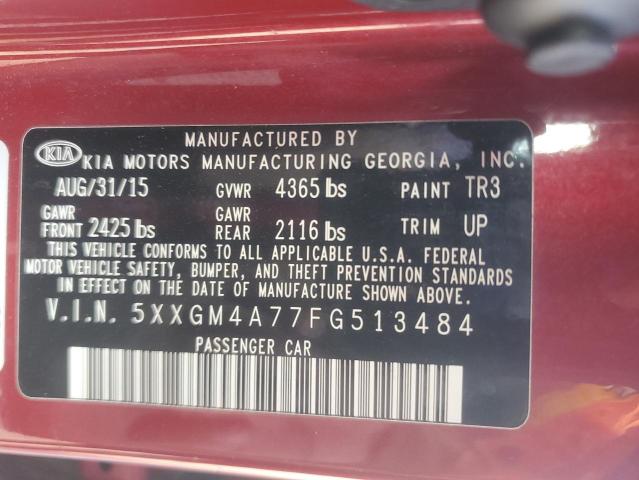 KIA
MANUFACTURED BY
KIA MOTORS MANUFACTURING GEORGIA, INC.
AUG/31/15 GVWR 4365 lbs PAINT TR3
GAWR FRONT 2425 lbs GAWR REAR 2116 lbs TRIM UP
THIS VEHICLE CONFORMS TO ALL APPLICABLE U.S.A. FEDERAL
MOTOR VEHICLE SAFETY, BUMPER, AND THEFT PREVENTION STANDARDS
IN EFFECT ON THE DATE OF MANUFACTURE SHOWN ABOVE.
V.I.N. 5XXGM4A77FG513484
PASSENGER CAR